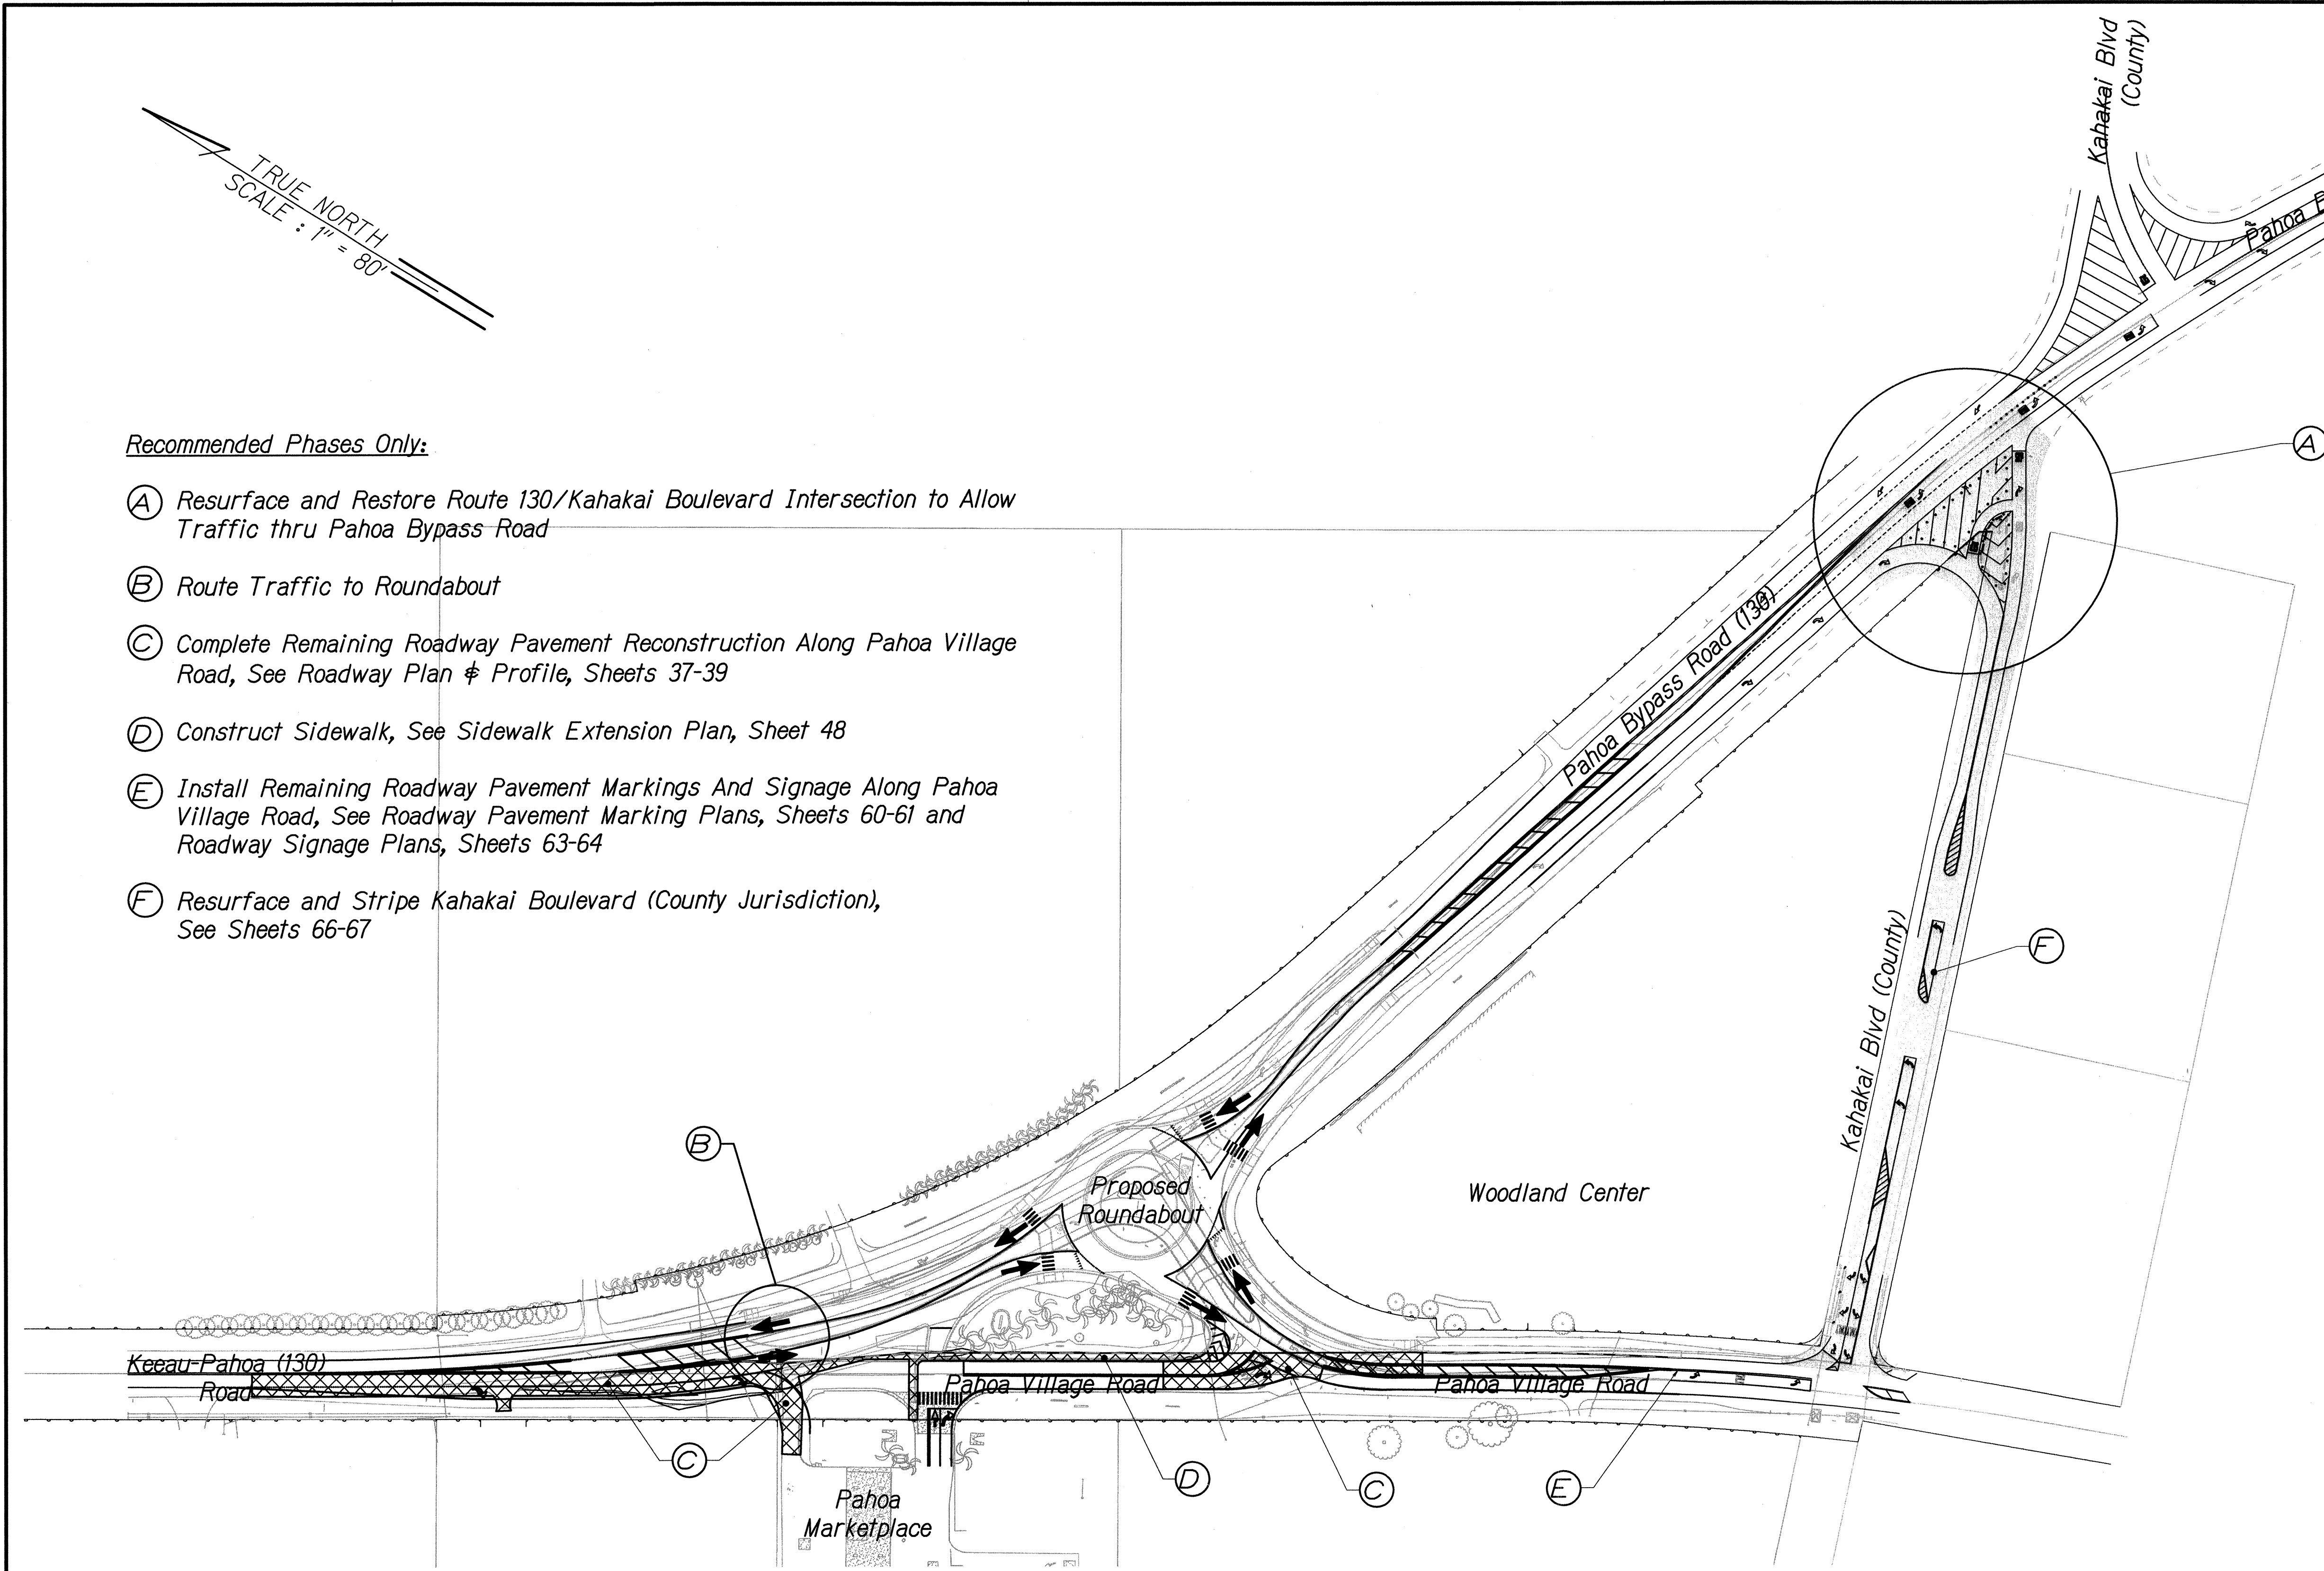 Kahakai Blvd
(County)
TRUE NORTH
SCALE : 1" = 80'
Recommended Phases Only:
A Resurface and Restore Route 130/Kahakai Boulevard Intersection to Allow
Traffic thru Pahoa Bypass Road
B Route Traffic to Roundabout
C Complete Remaining Roadway Pavement Reconstruction Along Pahoa Village
Road, See Roadway Plan & Profile, Sheets 37-39
D Construct Sidewalk, See Sidewalk Extension Plan, Sheet 48
E Install Remaining Roadway Pavement Markings And Signage Along Pahoa
Village Road, See Roadway Pavement Marking Plans, Sheets 60-61 and
Roadway Signage Plans, Sheets 63-64
F Resurface and Stripe Kahakai Boulevard (County Jurisdiction),
See Sheets 66-67
Pahoa B
A
Pahoa Bypass Road (130)
Kahakai Blvd (County)
F
B
Proposed
Roundabout
Woodland Center
Keeau-Pahoa (130)
Road
Pahoa Village Road
Pahoa Village Road
C
D
C
E
Pahoa
Marketplace